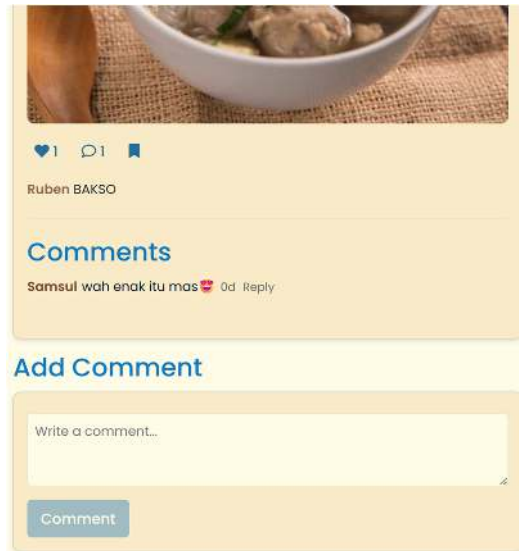 1 1
Ruben BAKSO
Comments
Samsul wah enak itu mas😍 0d Reply
Add Comment
Write a comment...
Comment